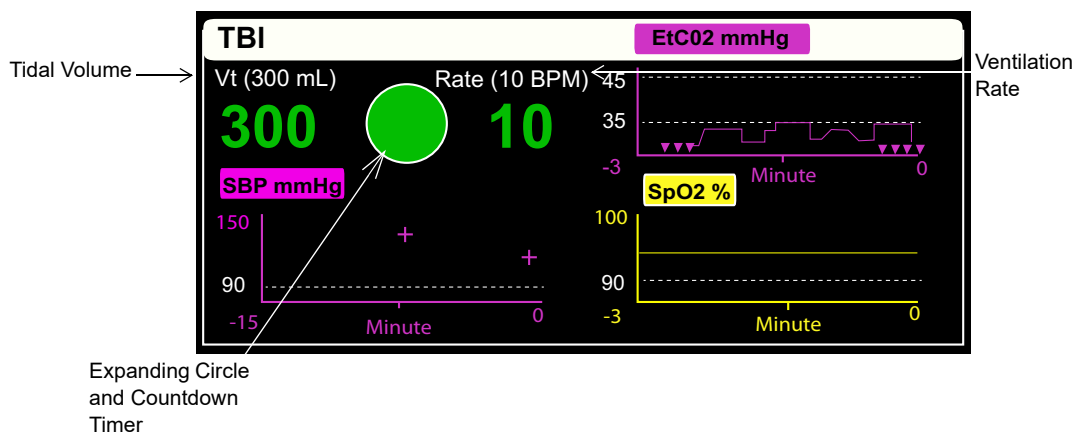 TBI
EtC02 mmHg
Tidal Volume
Vt (300 mL)
Rate (10 BPM)
Ventilation
Rate
300
10
45
35
-3
Minute
0
SBP mmHg
150
90
-15
Minute
0
SpO2 %
100
90
-3
Minute
0
Expanding Circle
and Countdown
Timer